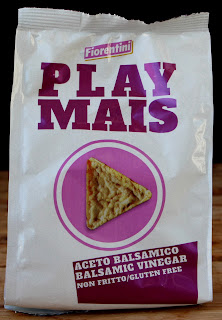 Fiorentini
PLAY
MAIS
ACETO BALSAMICO
BALSAMIC VINEGAR
NON FRITTO/GLUTEN FREE